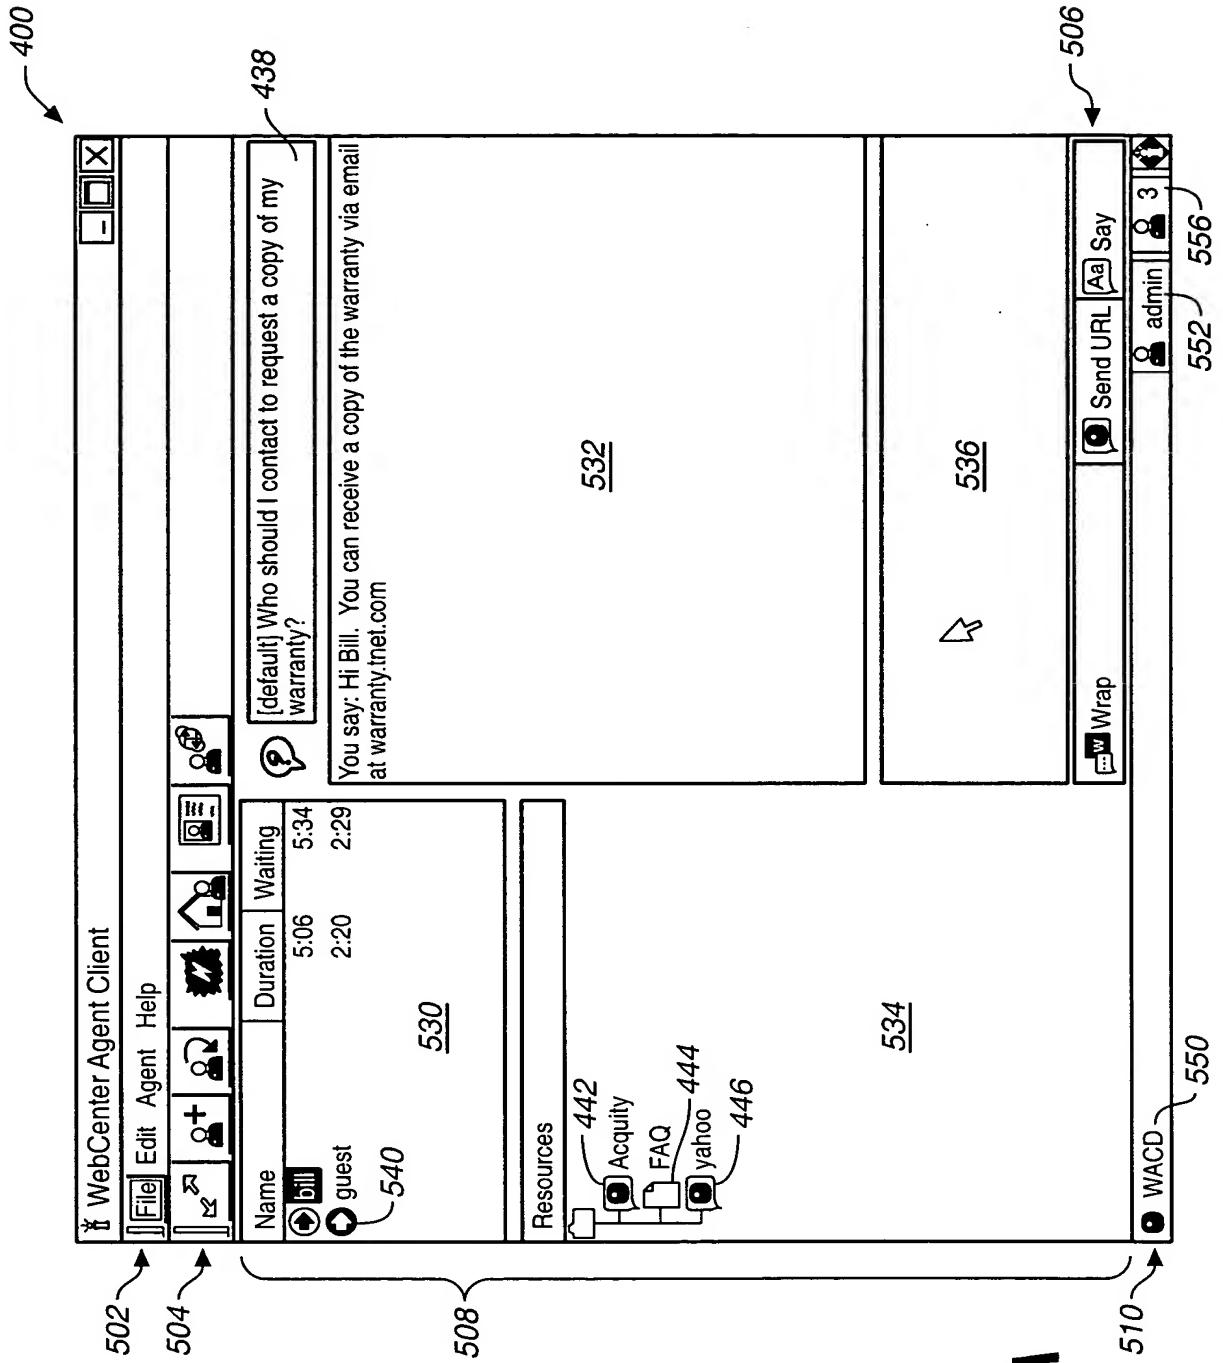 400
WebCenter Agent Client
502
File Edit Agent Help
504
Name Duration Waiting
bill 5:06 5:34
guest 2:20 2:29
540
530
[default] Who should I contact to request a copy of my
warranty?
438
You say: Hi Bill. You can receive a copy of the warranty via email
at warranty.tnet.com
532
508
Resources
442
Acquity
FAQ
444
yahoo
446
534
536
W Wrap
Send URL
Aa Say
506
510
WACD
550
admin
552
3
556